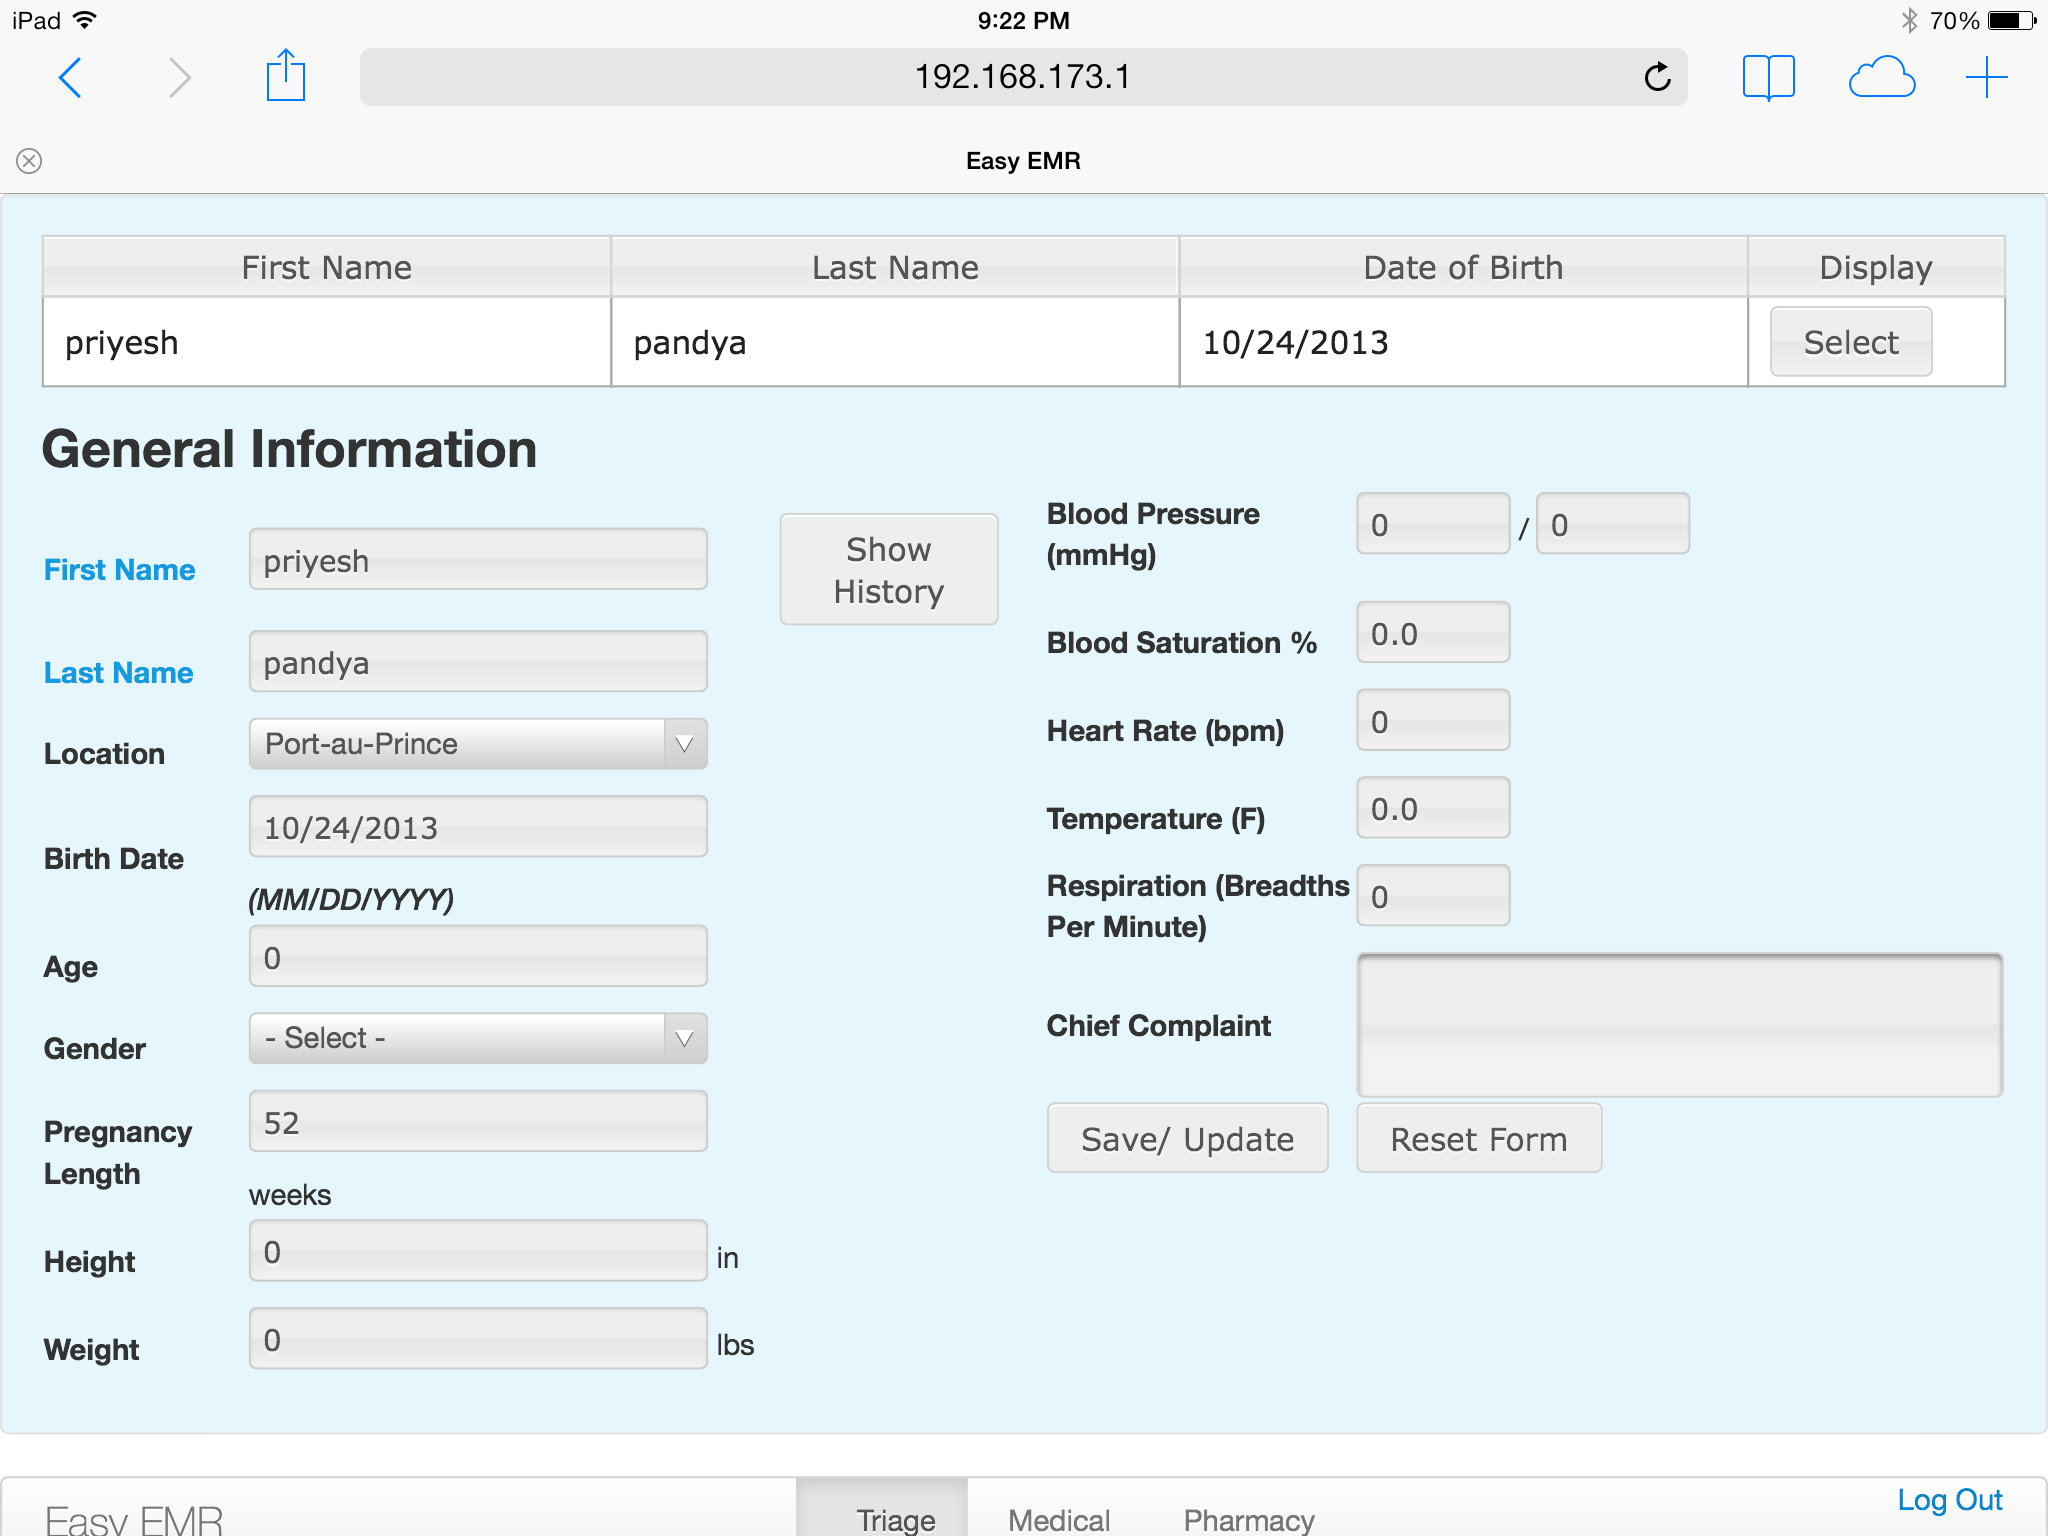 iPad
9:22 PM
70%
192.168.173.1
Easy EMR
First Name Last Name Date of Birth Display
priyesh pandya 10/24/2013 Select
General Information
First Name priyesh
Show
History
Last Name pandya
Location Port-au-Prince
Birth Date 10/24/2013
(MM/DD/YYYY)
Age 0
Gender - Select -
Pregnancy
Length
52
weeks
Height 0 in
Weight 0 lbs
Blood Pressure
(mmHg)
0 / 0
Blood Saturation % 0.0
Heart Rate (bpm) 0
Temperature (F) 0.0
Respiration (Breadths
Per Minute)
0
Chief Complaint
Save/ Update Reset Form
Easy EMR Triage Medical Pharmacy Log Out